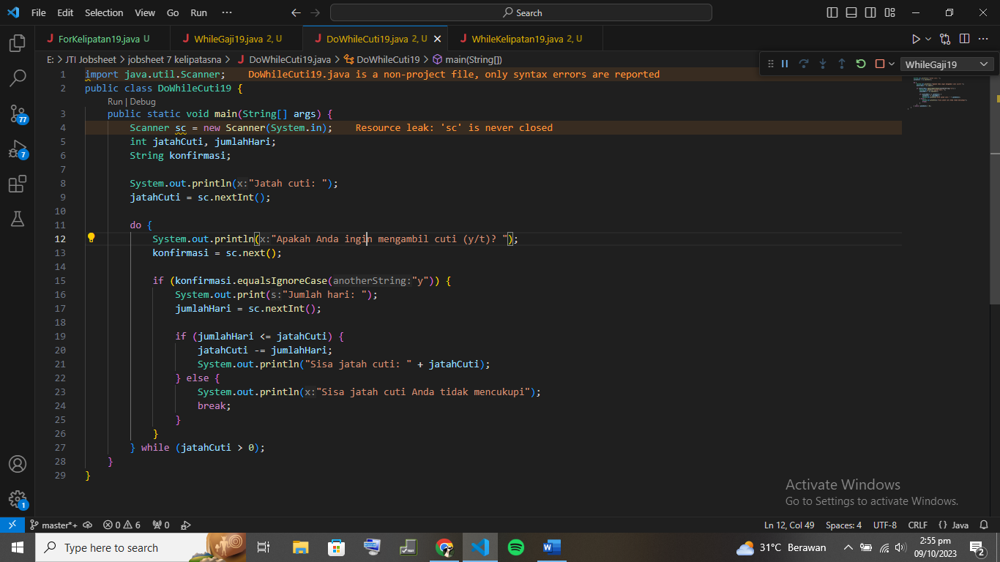 File Edit Selection View Go Run ··· Search
ForKelipatan19.java U WhileGaji19.java 2, U DoWhileCuti19.java 2, U WhileKelipatan19.java 2, U
E: > JTI Jobsheet > jobsheet 7 kelipatasna > DoWhileCuti19.java > DoWhileCuti19 > main(String[])
WhileGaji19
1 import java.util.Scanner; DoWhileCuti19.java is a non-project file, only syntax errors are reported
2 public class DoWhileCuti19 {
Run | Debug
3 public static void main(String[] args) {
4 Scanner sc = new Scanner(System.in); Resource leak: 'sc' is never closed
5 int jatahCuti, jumlahHari;
6 String konfirmasi;
7
8 System.out.println(x:"Jatah cuti: ");
9 jatahCuti = sc.nextInt();
10
11 do {
12 System.out.println(x:"Apakah Anda ingin mengambil cuti (y/t)? ");
13 konfirmasi = sc.next();
14
15 if (konfirmasi.equalsIgnoreCase(anotherString:"y")) {
16 System.out.print(s:"Jumlah hari: ");
17 jumlahHari = sc.nextInt();
18
19 if (jumlahHari <= jatahCuti) {
20 jatahCuti -= jumlahHari;
21 System.out.println("Sisa jatah cuti: " + jatahCuti);
22 } else {
23 System.out.println(x:"Sisa jatah cuti Anda tidak mencukupi");
24 break;
25 }
26 }
27 } while (jatahCuti > 0);
28 }
29 }
77
7
1
Activate Windows
Go to Settings to activate Windows.
master*+ 0 6 0 Ln 12, Col 49 Spaces: 4 UTF-8 CRLF {} Java
Type here to search 31°C Berawan 2:55 pm
09/10/2023 2